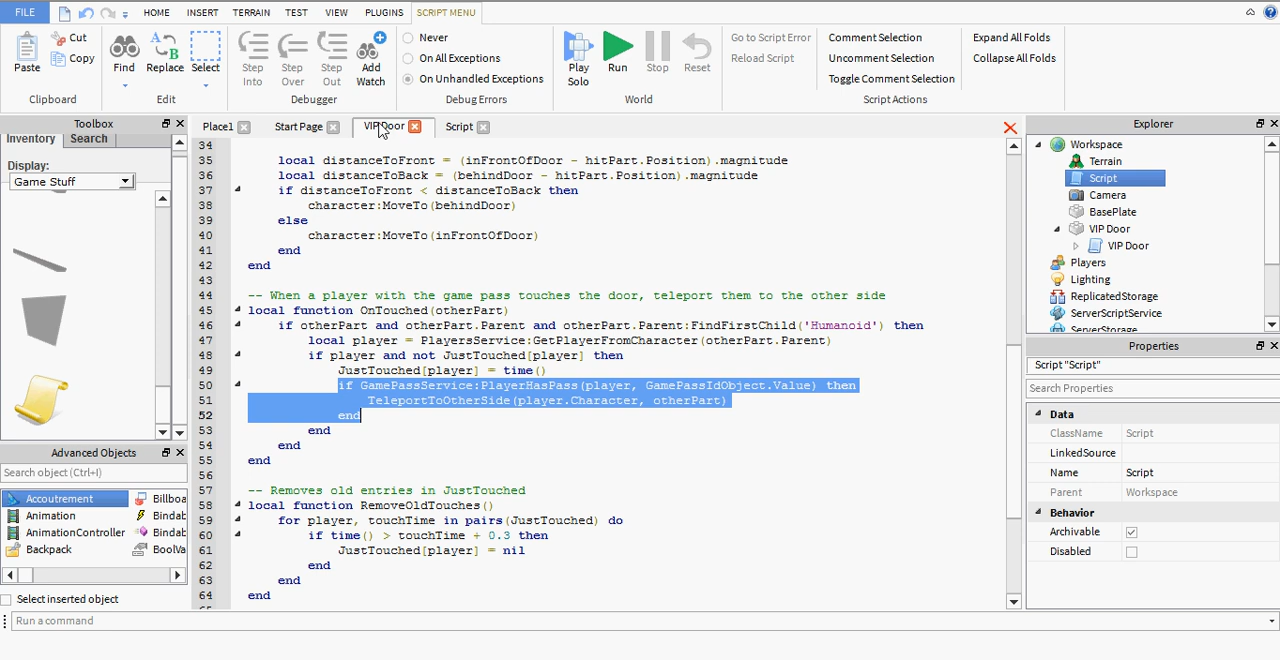 FILE HOME INSERT TERRAIN TEST VIEW PLUGINS SCRIPT MENU
Paste
Cut
Copy
Clipboard
Find
Replace
Select
Edit
Step Into
Step Over
Step Out
Add Watch
Debugger
Never
On All Exceptions
On Unhandled Exceptions
Debug Errors
Play Solo
Run
Stop
Reset
World
Go to Script Error
Reload Script
Comment Selection
Uncomment Selection
Toggle Comment Selection
Expand All Folds
Collapse All Folds
Script Actions
Toolbox
Inventory Search
Display:
Game Stuff
Advanced Objects
Search object (Ctrl+I)
Accoutrement Billboa
Animation Bindab
AnimationController Bindab
Backpack BoolVa
Select inserted object
Place1 Start Page VIP Door Script
34
35 local distanceToFront = (inFrontOfDoor - hitPart.Position).magnitude
36 local distanceToBack = (behindDoor - hitPart.Position).magnitude
37 if distanceToFront < distanceToBack then
38 character:MoveTo(behindDoor)
39 else
40 character:MoveTo(inFrontOfDoor)
41 end
42 end
43
44 -- When a player with the game pass touches the door, teleport them to the other side
45 local function OnTouched(otherPart)
46 if otherPart and otherPart.Parent and otherPart.Parent:FindFirstChild('Humanoid') then
47 local player = PlayersService:GetPlayerFromCharacter(otherPart.Parent)
48 if player and not JustTouched[player] then
49 JustTouched[player] = time()
50 if GamePassService:PlayerHasPass(player, GamePassIdObject.Value) then
51 TeleportToOtherSide(player.Character, otherPart)
52 end
53 end
54 end
55 end
56
57 -- Removes old entries in JustTouched
58 local function RemoveOldTouches()
59 for player, touchTime in pairs(JustTouched) do
60 if time() > touchTime + 0.3 then
61 JustTouched[player] = nil
62 end
63 end
64 end
Explorer
Workspace
Terrain
Script
Camera
BasePlate
VIP Door
VIP Door
Players
Lighting
ReplicatedStorage
ServerScriptService
ServerStorage
Properties
Script "Script"
Search Properties
Data
ClassName Script
LinkedSource
Name Script
Parent Workspace
Behavior
Archivable
Disabled
Run a command